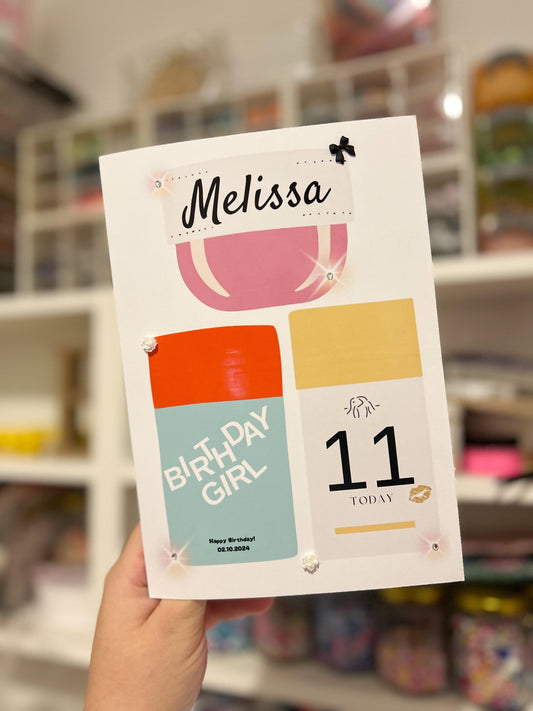 Melissa
BIRTHDAY
GIRL
Happy Birthday!
02.10.2024
11
TODAY